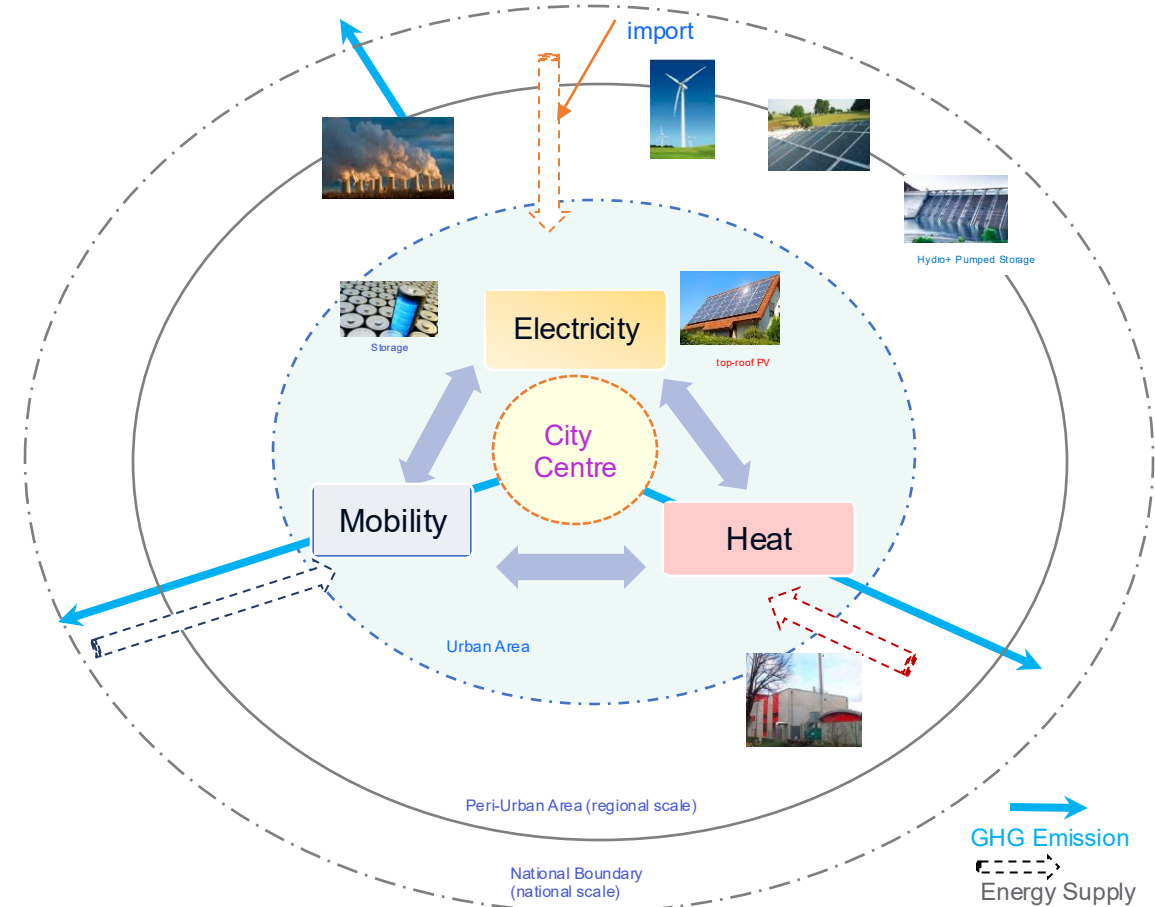 import
Hydro+ Pumped Storage
Storage
Electricity
top-roof PV
City
Centre
Mobility
Heat
Urban Area
Peri-Urban Area (regional scale)
National Boundary
(national scale)
GHG Emission
Energy Supply